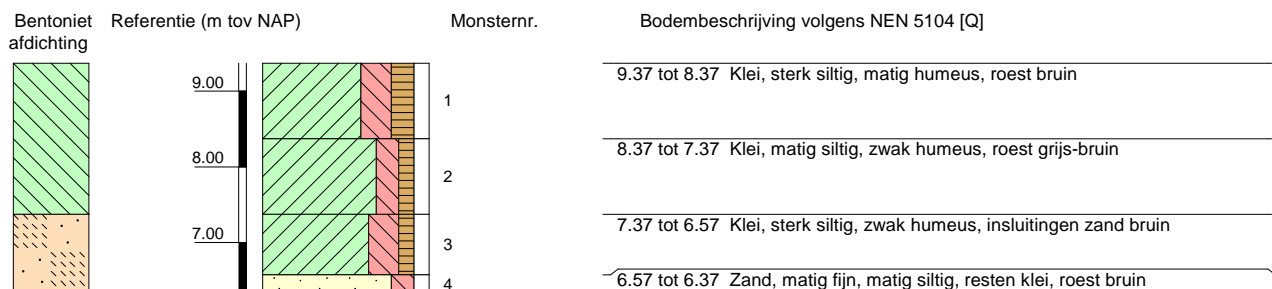 Bentoniet afdichting
Referentie (m tov NAP)
Monsternr.
Bodembeschrijving volgens NEN 5104 [Q]
9.37 tot 8.37 Klei, sterk siltig, matig humeus, roest bruin
9.00
1
8.37 tot 7.37 Klei, matig siltig, zwak humeus, roest grijs-bruin
8.00
2
7.37 tot 6.57 Klei, sterk siltig, zwak humeus, insluitingen zand bruin
7.00
3
6.57 tot 6.37 Zand, matig fijn, matig siltig, resten klei, roest bruin
4